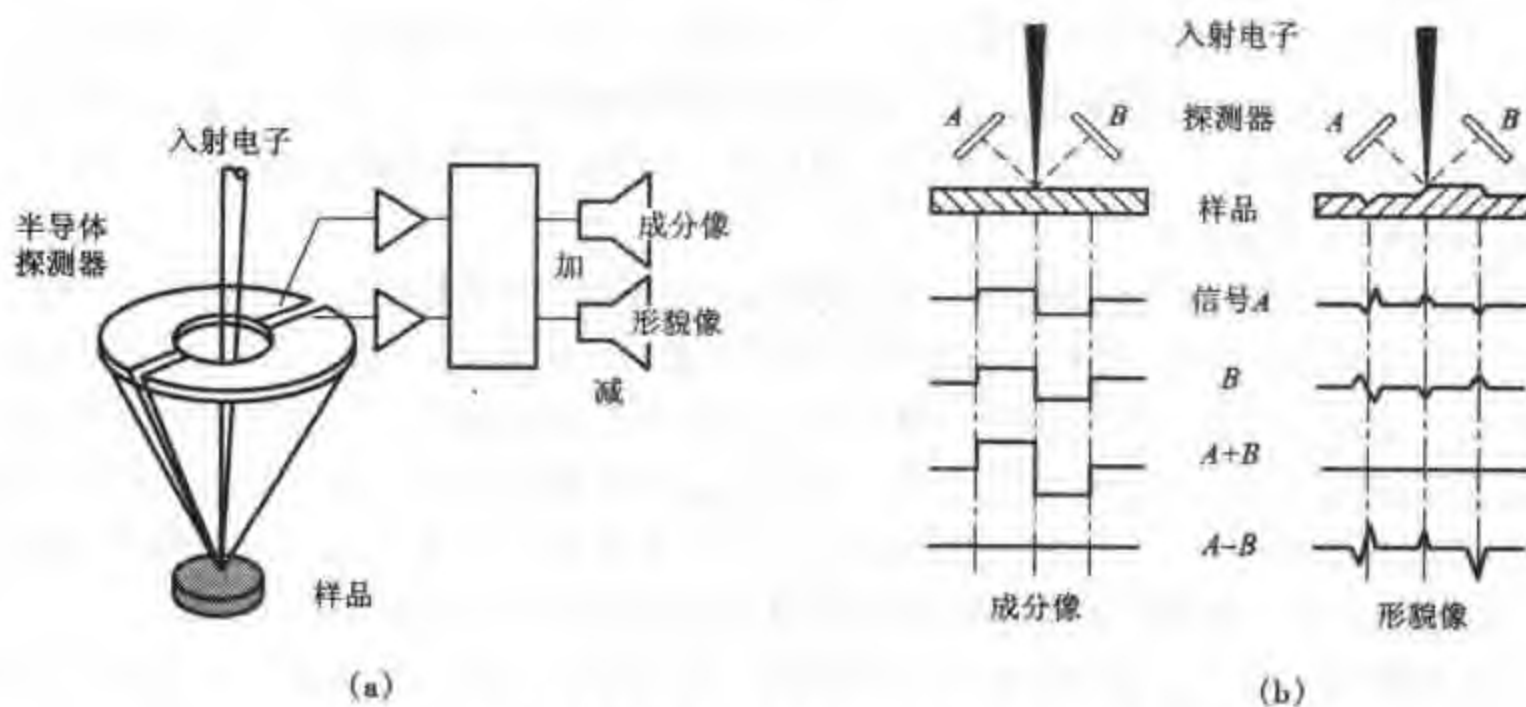 入射电子
半导体
探测器
成分像
加
形貌像
减
样品
(a)
入射电子
A
B
探测器
A
B
样品
信号A
B
A+B
A-B
成分像
形貌像
(b)